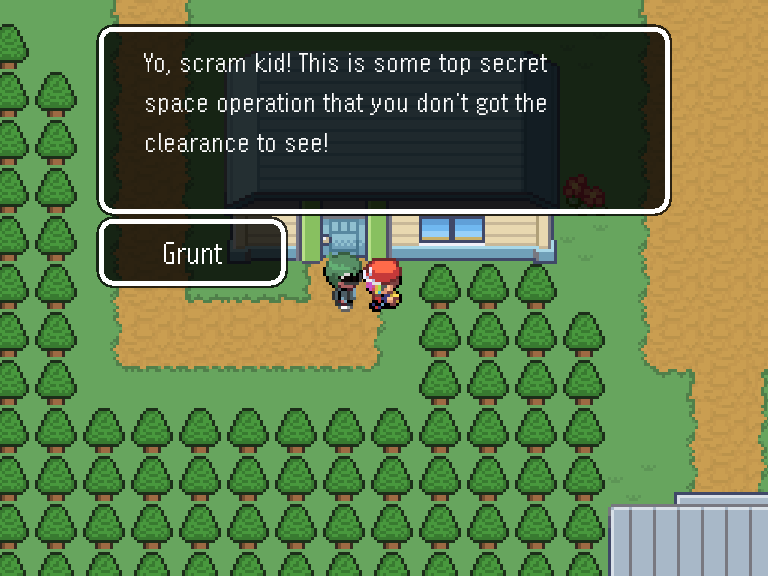 Yo, scram kid! This is some top secret
space operation that you don't got the
clearance to see!
Grunt